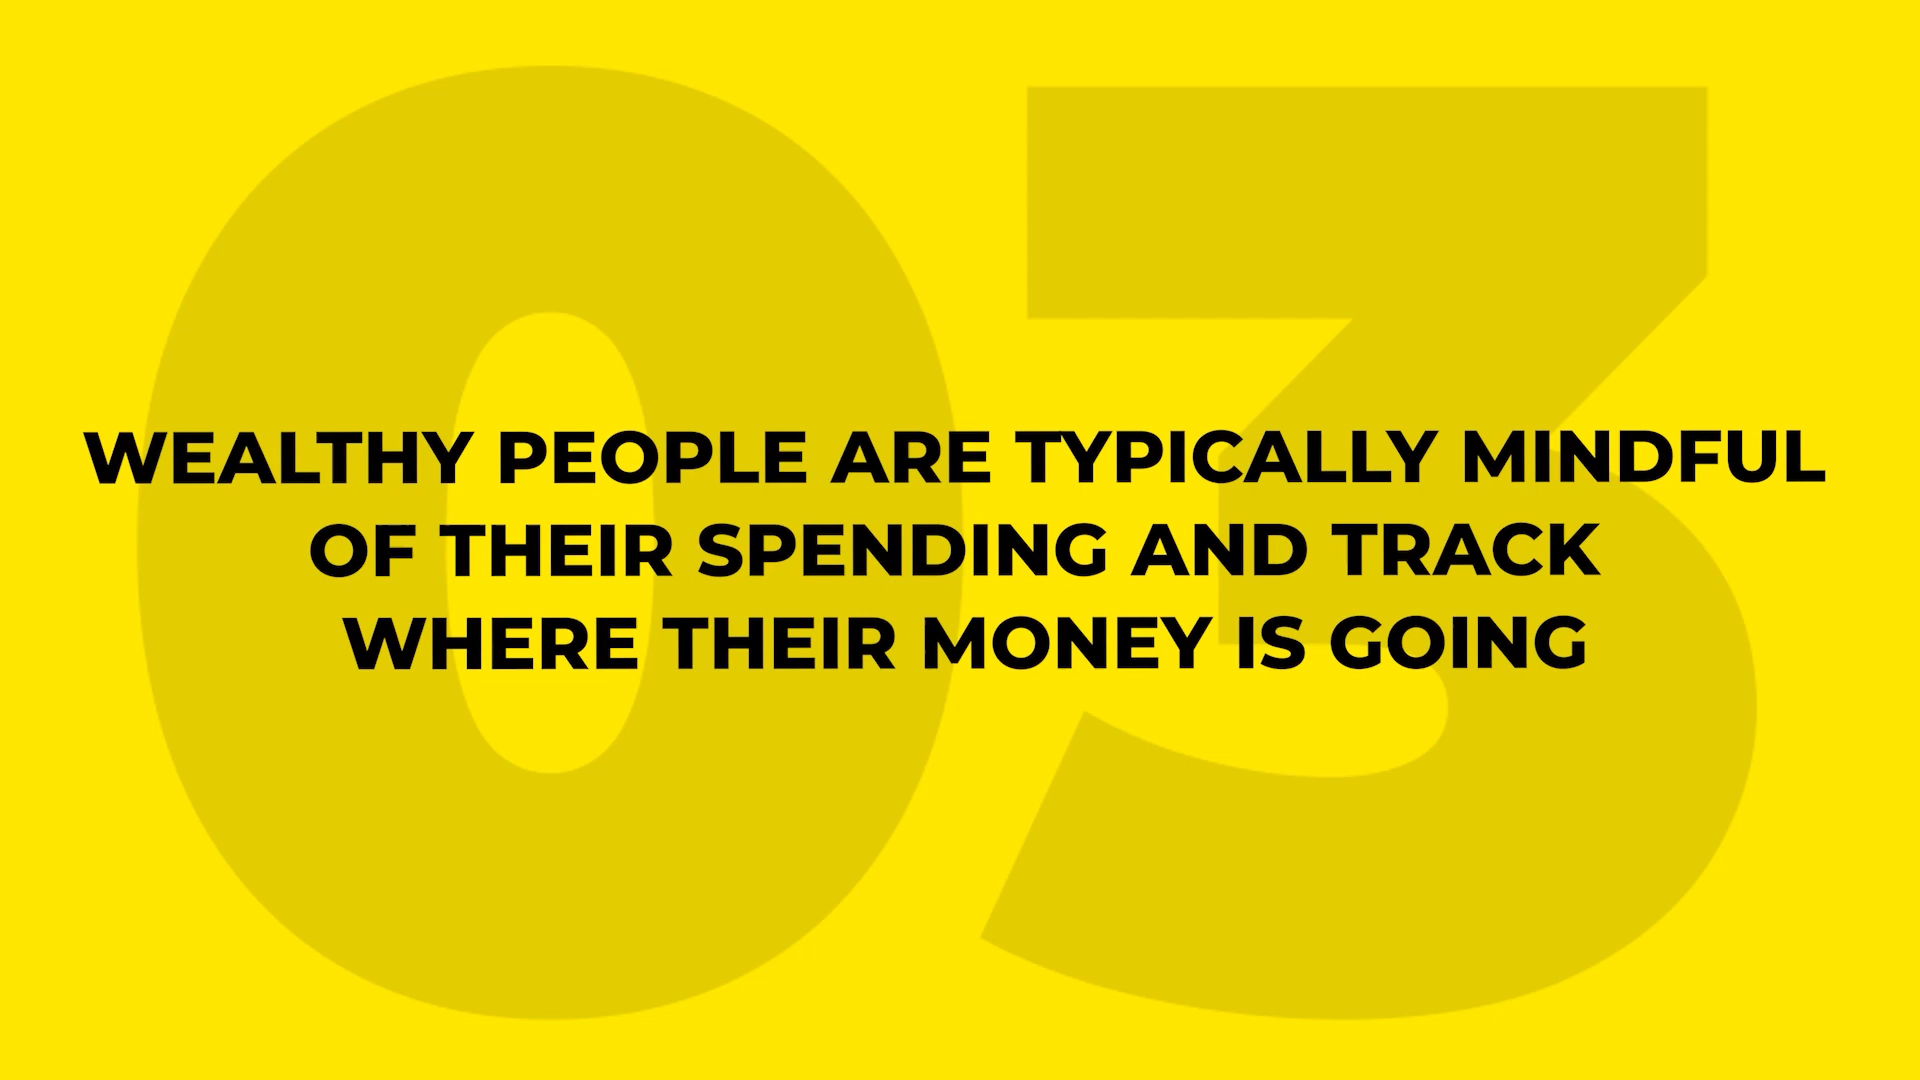 03
WEALTHY PEOPLE ARE TYPICALLY MINDFUL
OF THEIR SPENDING AND TRACK
WHERE THEIR MONEY IS GOING